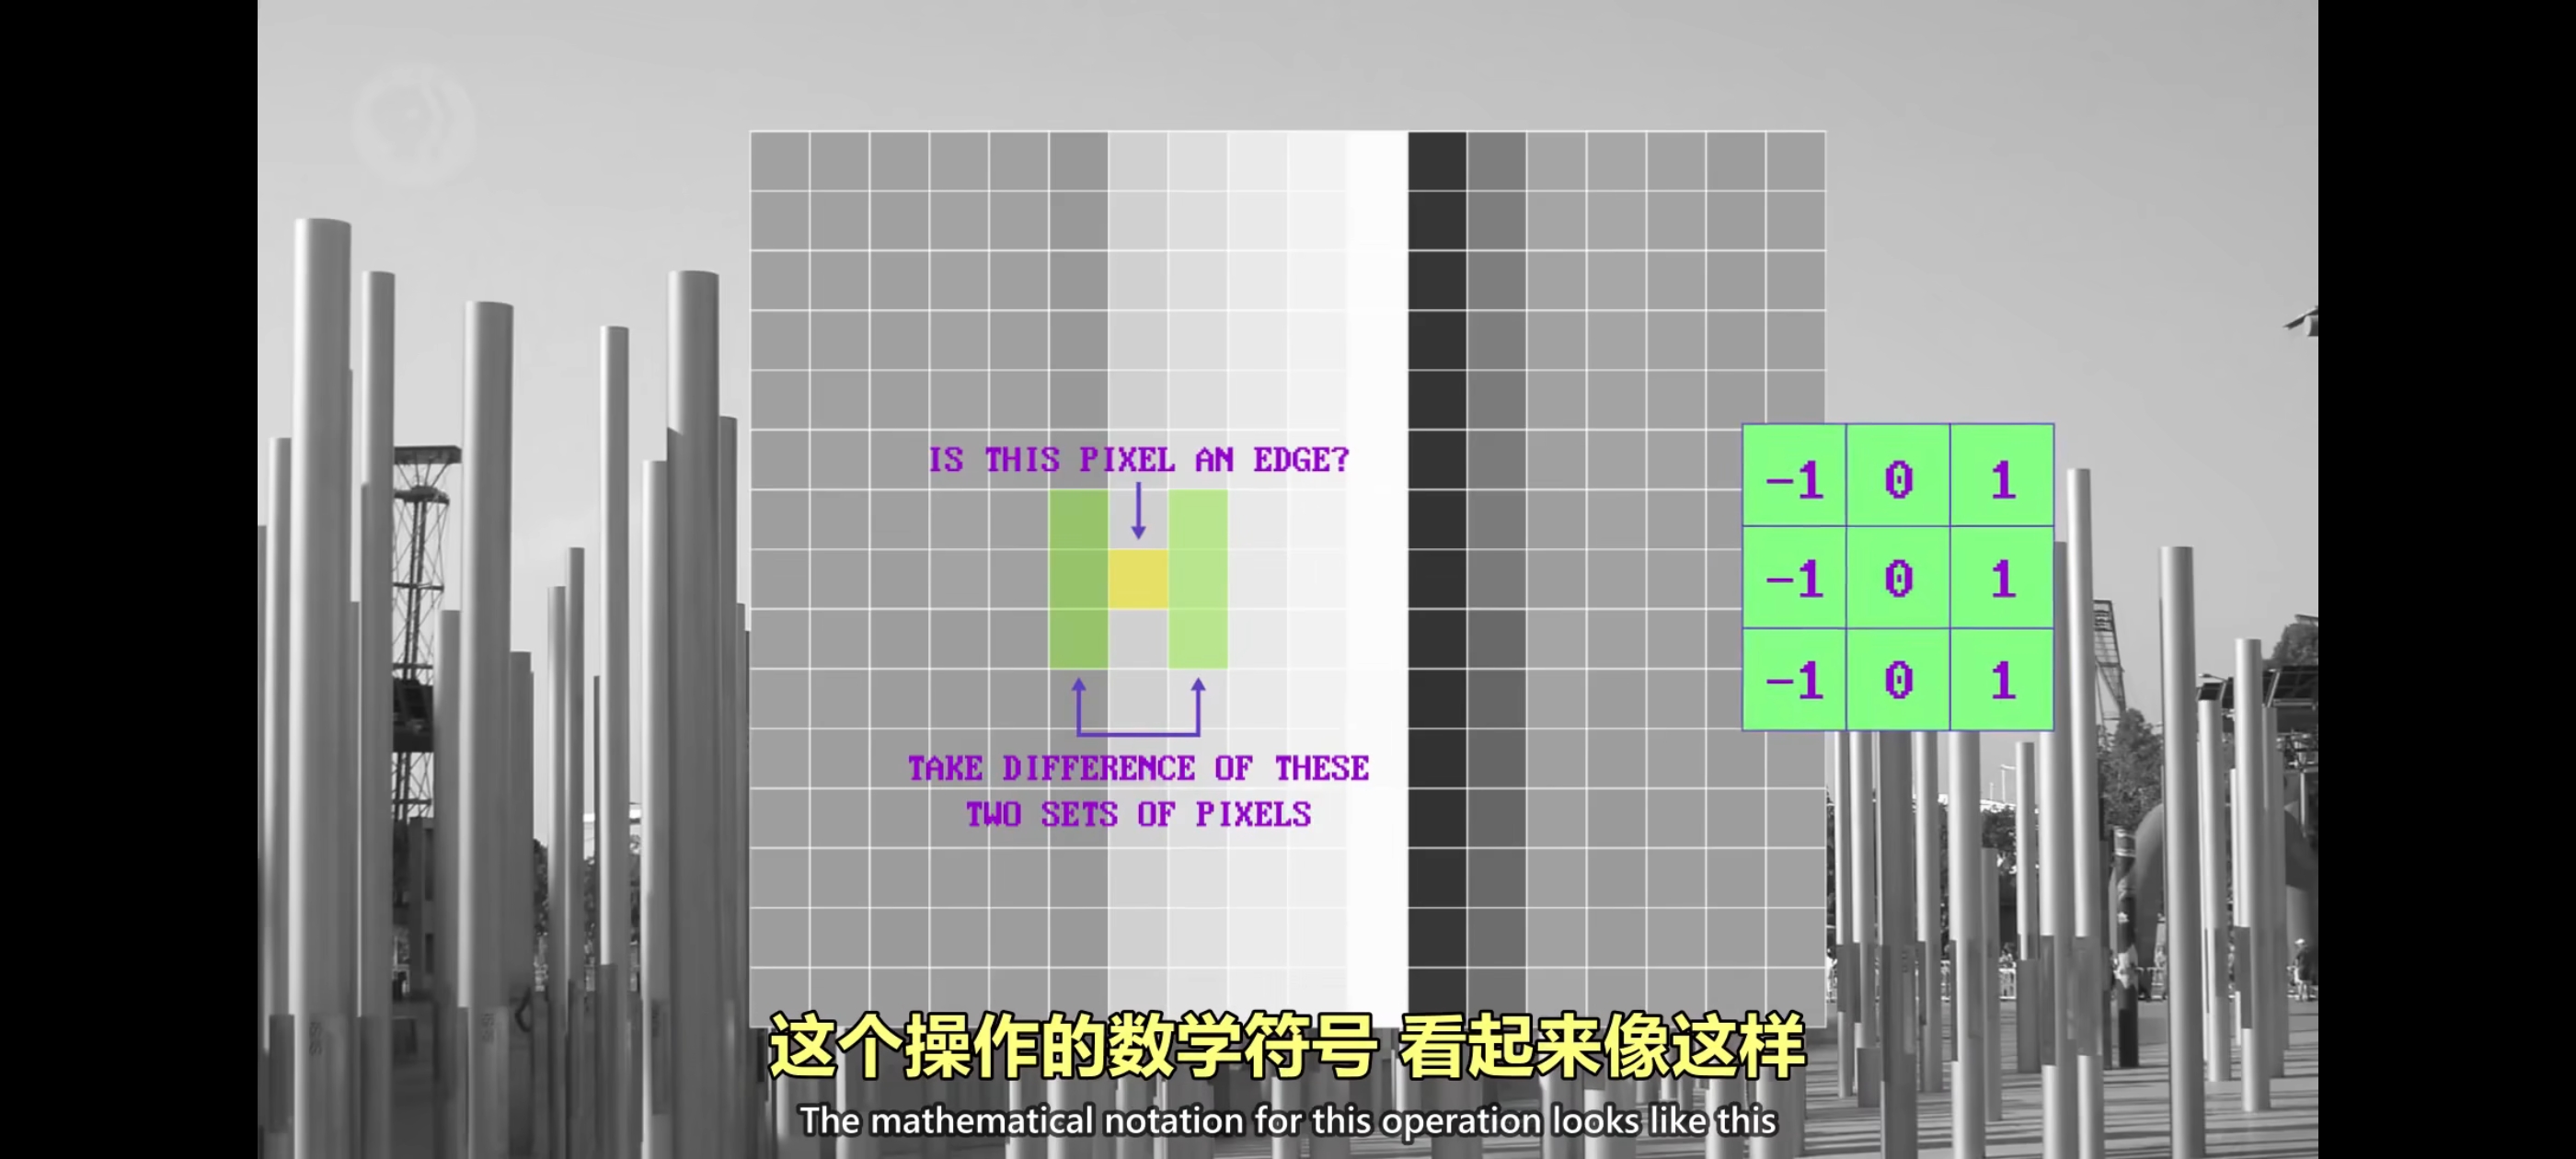 IS THIS PIXEL AN EDGE?
-1 0 1
-1 0 1
-1 0 1
TAKE DIFFERENCE OF THESE
TWO SETS OF PIXELS
这个操作的数学符号 看起来像这样
The mathematical notation for this operation looks like this